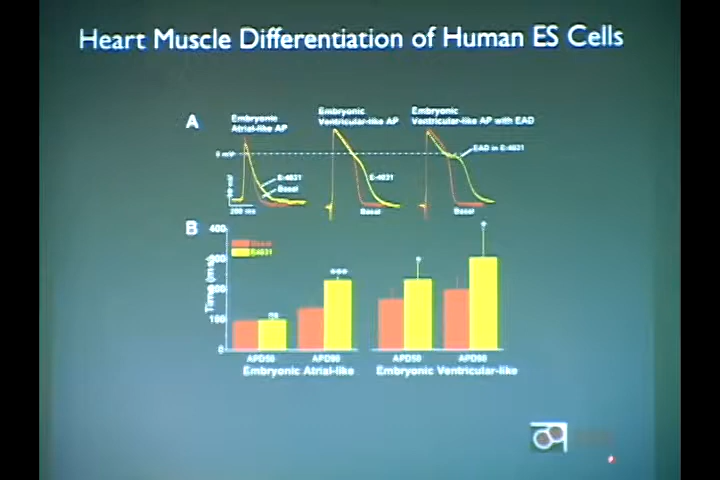 Heart Muscle Differentiation of Human ES Cells
A
Embryonic
Atrial-like AP
Embryonic
Ventricular-like AP
Embryonic
Ventricular-like AP with EAD
0 mV
E-4031
Basal
200 ms
E-4031
Basal
EAD in E-4031
Basal
B
Time (ms)
400
300
200
100
0
Basal
E4031
ns
***
*
*
APD50
APD90
APD50
APD90
Embryonic Atrial-like
Embryonic Ventricular-like